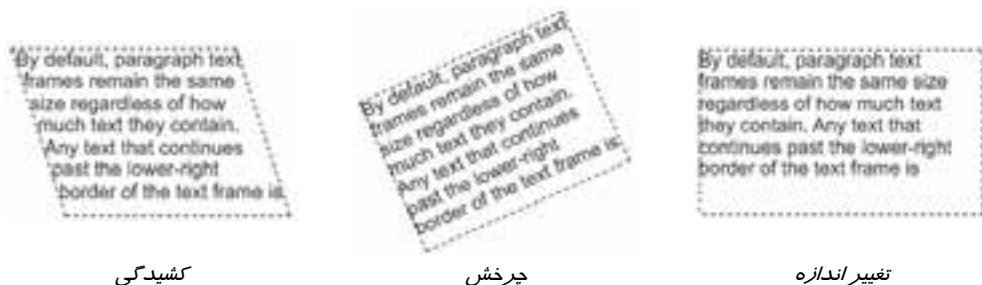 By default, paragraph text
frames remain the same
size regardless of how
much text they contain.
Any text that continues
past the lower-right
border of the text frame is
By default, paragraph text
frames remain the same
size regardless of how
much text they contain.
Any text that continues
past the lower-right
border of the text frame is
By default, paragraph text
frames remain the same size
regardless of how much text
they contain. Any text that
continues past the lower-right
border of the text frame is
کشیدگی
چرخش
تغییر اندازه